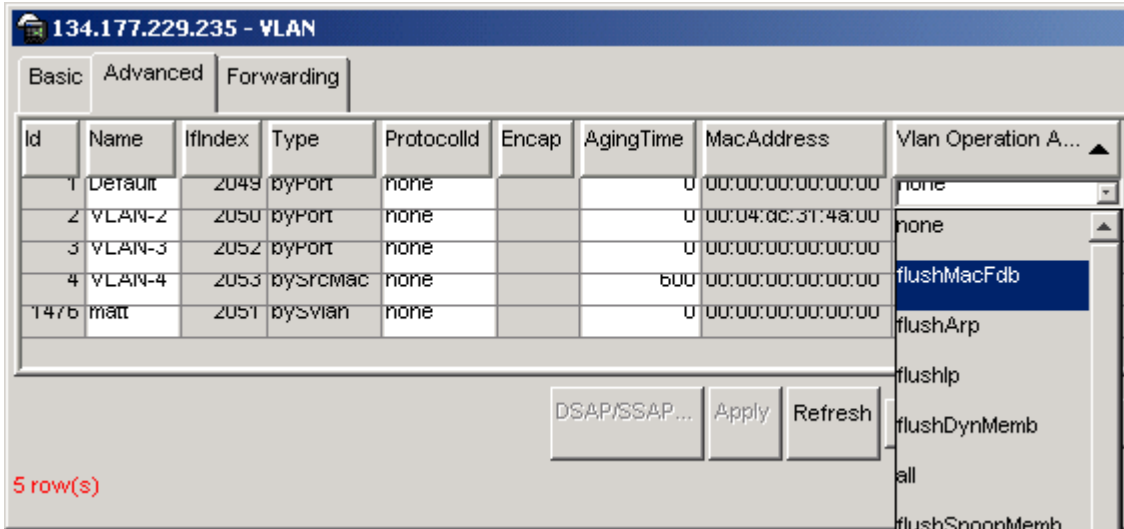 134.177.229.235 - VLAN
Basic Advanced Forwarding
Id Name IfIndex Type ProtocolId Encap AgingTime MacAddress Vlan Operation A...
1 Default 2049 byPort none 0 00:00:00:00:00:00 none
2 VLAN-2 2050 byPort none 0 00:04:dc:31:4a:00
3 VLAN-3 2052 byPort none 0 00:00:00:00:00:00
4 VLAN-4 2053 bySrcMac none 600 00:00:00:00:00:00
1476 matt 2051 bySvlan none 0 00:00:00:00:00:00
none
flushMacFdb
flushArp
flushIp
flushDynMemb
all
flushSnoopMemb
DSAP/SSAP... Apply Refresh
5 row(s)